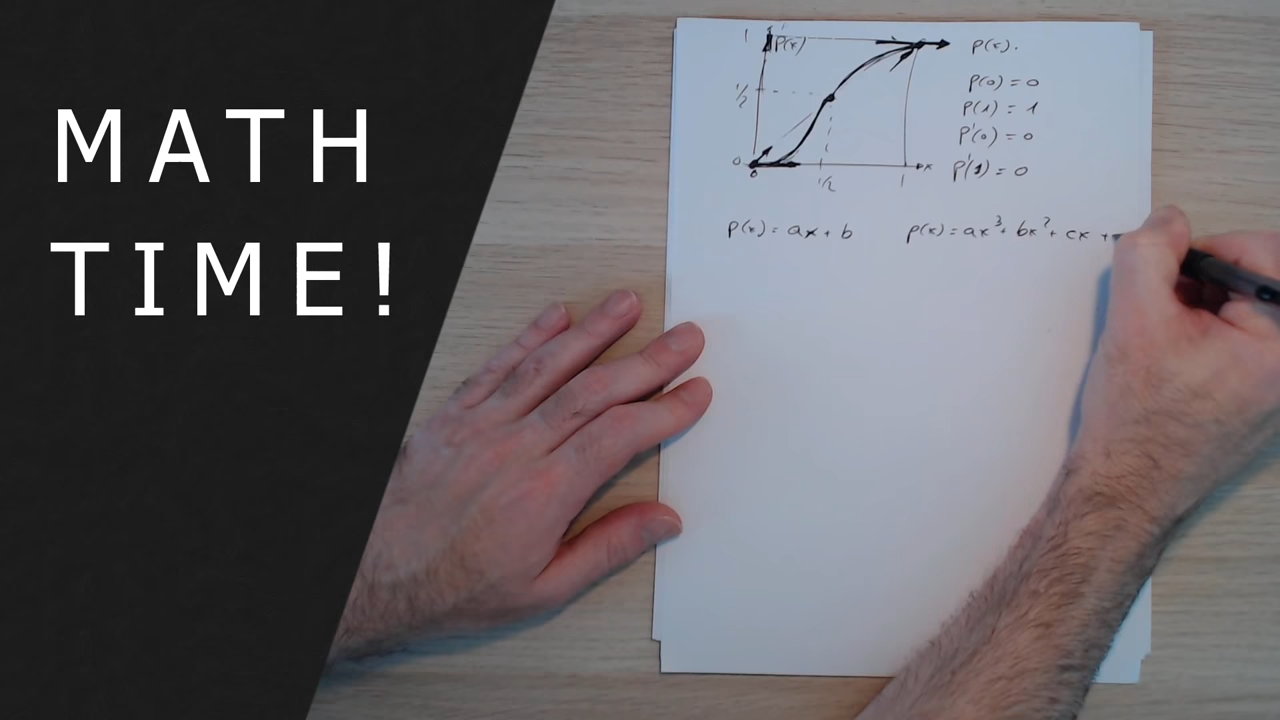 MATH
TIME!
1 p(x)
1/2
0
0 1/2 1 x
p(x).
p(0) = 0
p(1) = 1
p'(0) = 0
p'(1) = 0
p(x) = ax + b
p(x) = ax³ + bx² + cx +